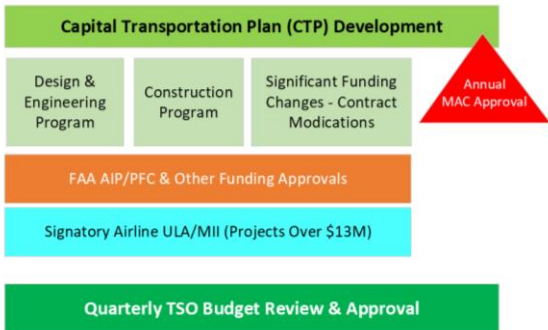 Capital Transportation Plan (CTP) Development
Design &
Engineering
Program
Construction
Program
Significant Funding
Changes - Contract
Modications
Annual
MAC Approval
FAA AIP/PFC & Other Funding Approvals
Signatory Airline ULA/MII (Projects Over $13M)
Quarterly TSO Budget Review & Approval